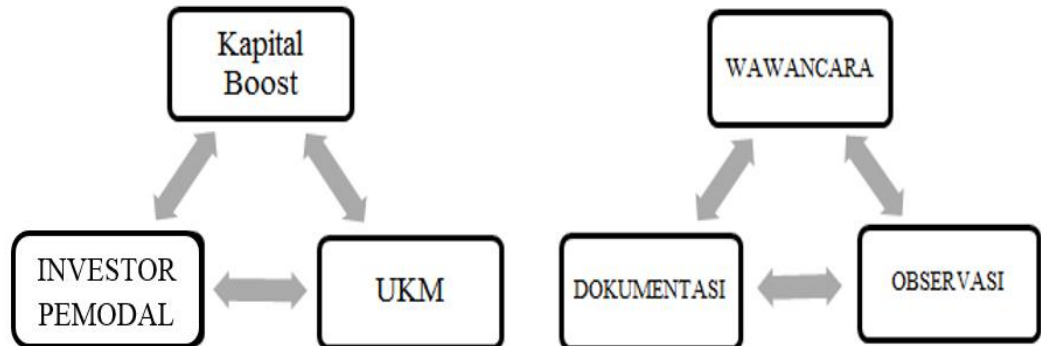 Kapital
Boost
INVESTOR
PEMODAL
UKM
WAWANCARA
DOKUMENTASI
OBSERVASI